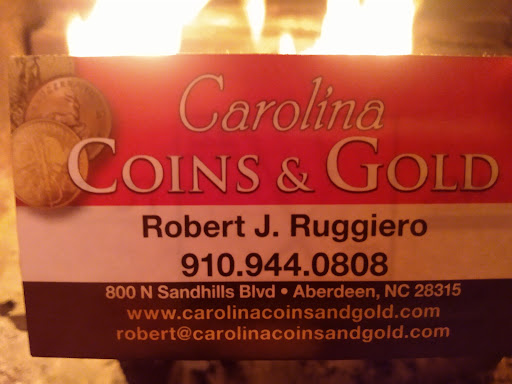 Carolina
COINS & GOLD
Robert J. Ruggiero
910.944.0808
800 N Sandhills Blvd • Aberdeen, NC 28315
www.carolinacoinsandgold.com
robert@carolinacoinsandgold.com